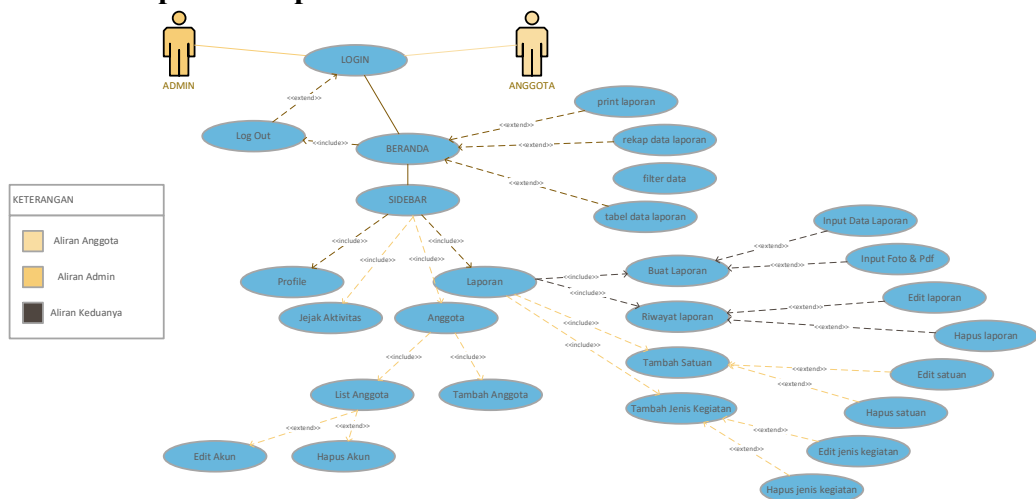 ADMIN
ANGGOTA
LOGIN
<<extend>>
Log Out
<<include>>
BERANDA
<<extend>>
print laporan
<<extend>>
rekap data laporan
filter data
<<extend>>
tabel data laporan
SIDEBAR
KETERANGAN
Aliran Anggota
Aliran Admin
Aliran Keduanya
<<include>>
<<include>>
<<include>>
<<include>>
Profile
Jejak Aktivitas
Anggota
Laporan
<<include>>
<<include>>
Buat Laporan
<<extend>>
Input Data Laporan
<<extend>>
Input Foto & Pdf
Riwayat laporan
<<extend>>
Edit laporan
<<extend>>
Hapus laporan
<<include>>
<<include>>
<<include>>
<<include>>
List Anggota
Tambah Anggota
<<extend>>
<<extend>>
Edit Akun
Hapus Akun
Tambah Satuan
<<extend>>
Edit satuan
<<extend>>
Hapus satuan
Tambah Jenis Kegiatan
<<extend>>
Edit jenis kegiatan
<<extend>>
Hapus jenis kegiatan